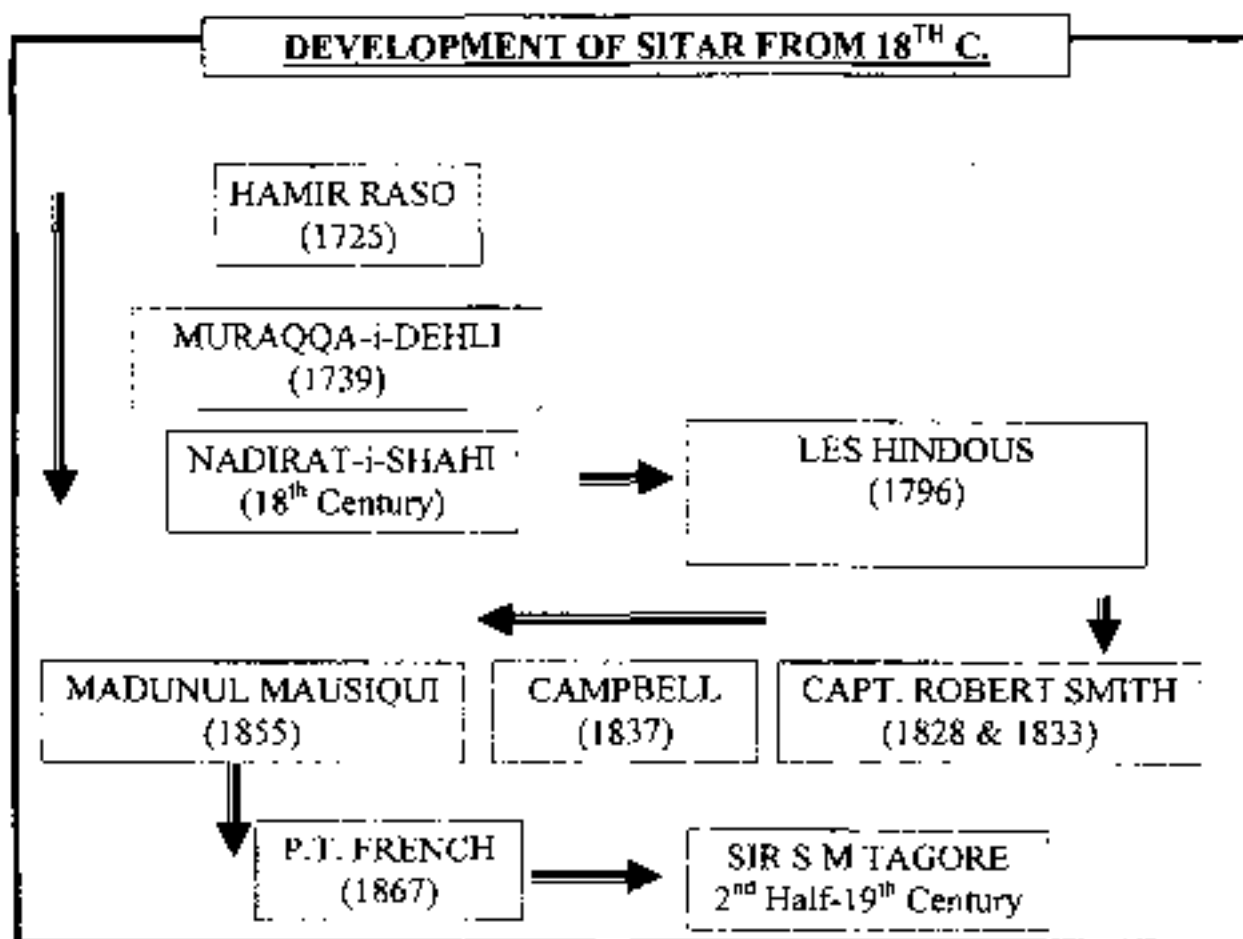 DEVELOPMENT OF SITAR FROM 18TH C.
HAMIR RASO
(1725)
MURAQQA-i-DEHLI
(1739)
NADIRAT-i-SHAHI
(18th Century)
LES HINDOUS
(1796)
MADUNUL MAUSIQUI
(1855)
CAMPBELL
(1837)
CAPT. ROBERT SMITH
(1828 & 1833)
P.T. FRENCH
(1867)
SIR S M TAGORE
2nd Half-19th Century